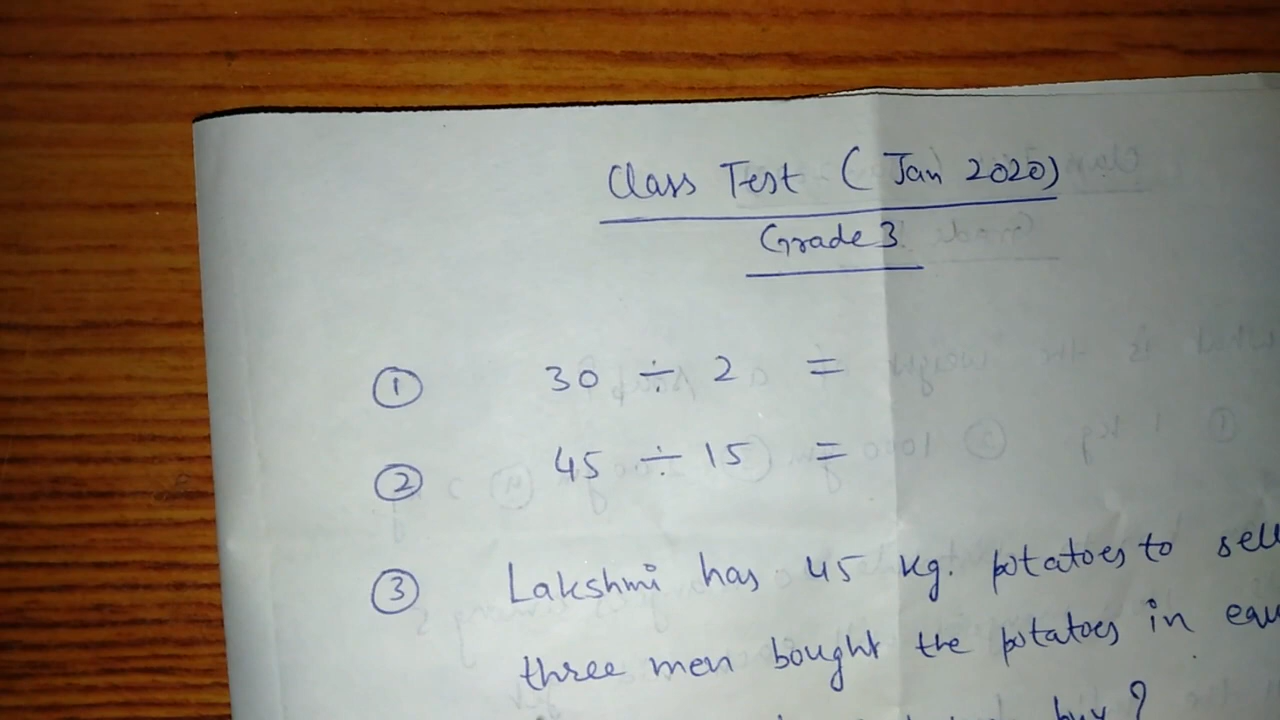 Class Test ( Jan 2020)
Grade 3
① 30 ÷ 2 =
② 45 ÷ 15 =
③ Lakshmi has 45 kg. potatoes to sell
three men bought the potatoes in
buy?